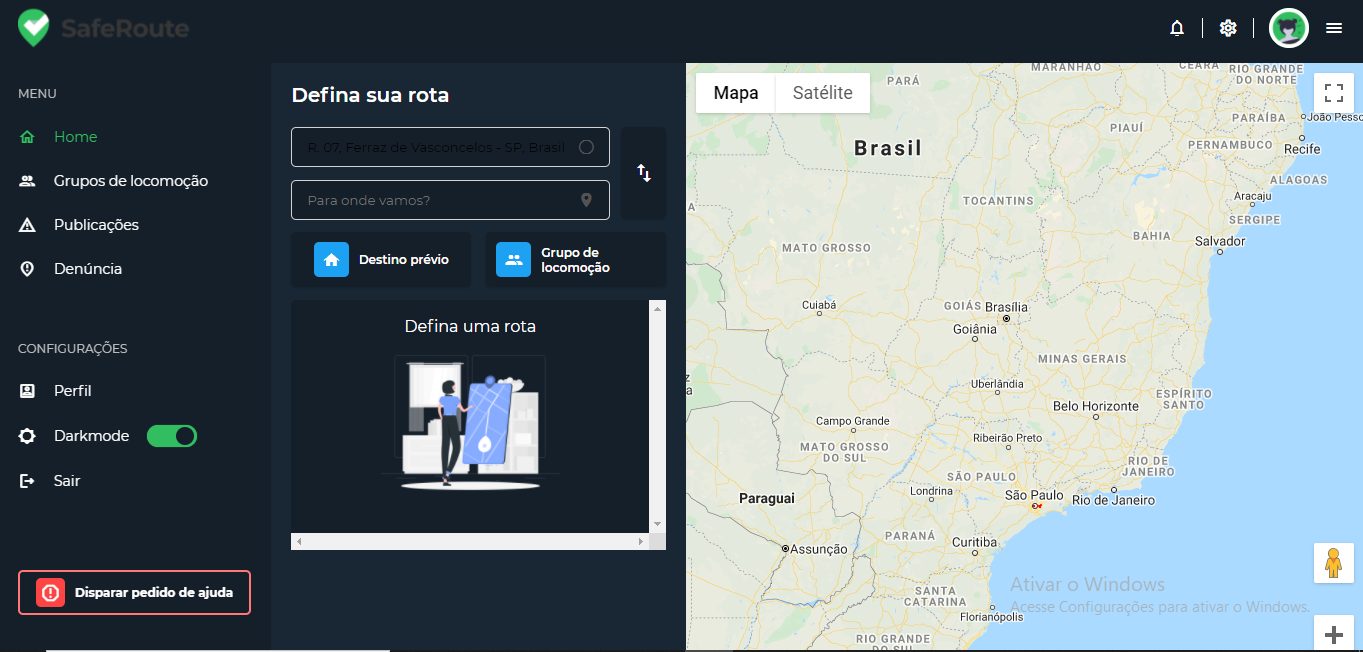 SafeRoute
MENU
Home
Grupos de locomoção
Publicações
Denúncia
CONFIGURAÇÕES
Perfil
Darkmode
Sair
Disparar pedido de ajuda
Defina sua rota
R. 07, Ferraz de Vasconcelos - SP, Brasil
Para onde vamos?
Destino prévio
Grupo de
locomoção
Defina uma rota
Mapa
Satélite
MARANHÃO
CEARÁ
RIO GRANDE
DO NORTE
PARÁ
PARAÍBA
João Pesso
PIAUÍ
Brasil
PERNAMBUCO
Recife
ALAGOAS
TOCANTINS
Aracaju
SERGIPE
BAHIA
Salvador
MATO GROSSO
Cuiabá
GOIÁS
Brasília
Goiânia
MINAS GERAIS
Uberlândia
ESPÍRITO
SANTO
Belo Horizonte
Campo Grande
Ribeirão Preto
MATO GROSSO
DO SUL
RIO DE
JANEIRO
SÃO PAULO
Londrina
São Paulo
Rio de Janeiro
Paraguai
PARANÁ
Curitiba
Assunção
SANTA
CATARINA
Florianópolis
RIO GRANDE
DO SUL
Ativar o Windows
Acesse Configurações para ativar o Windows.